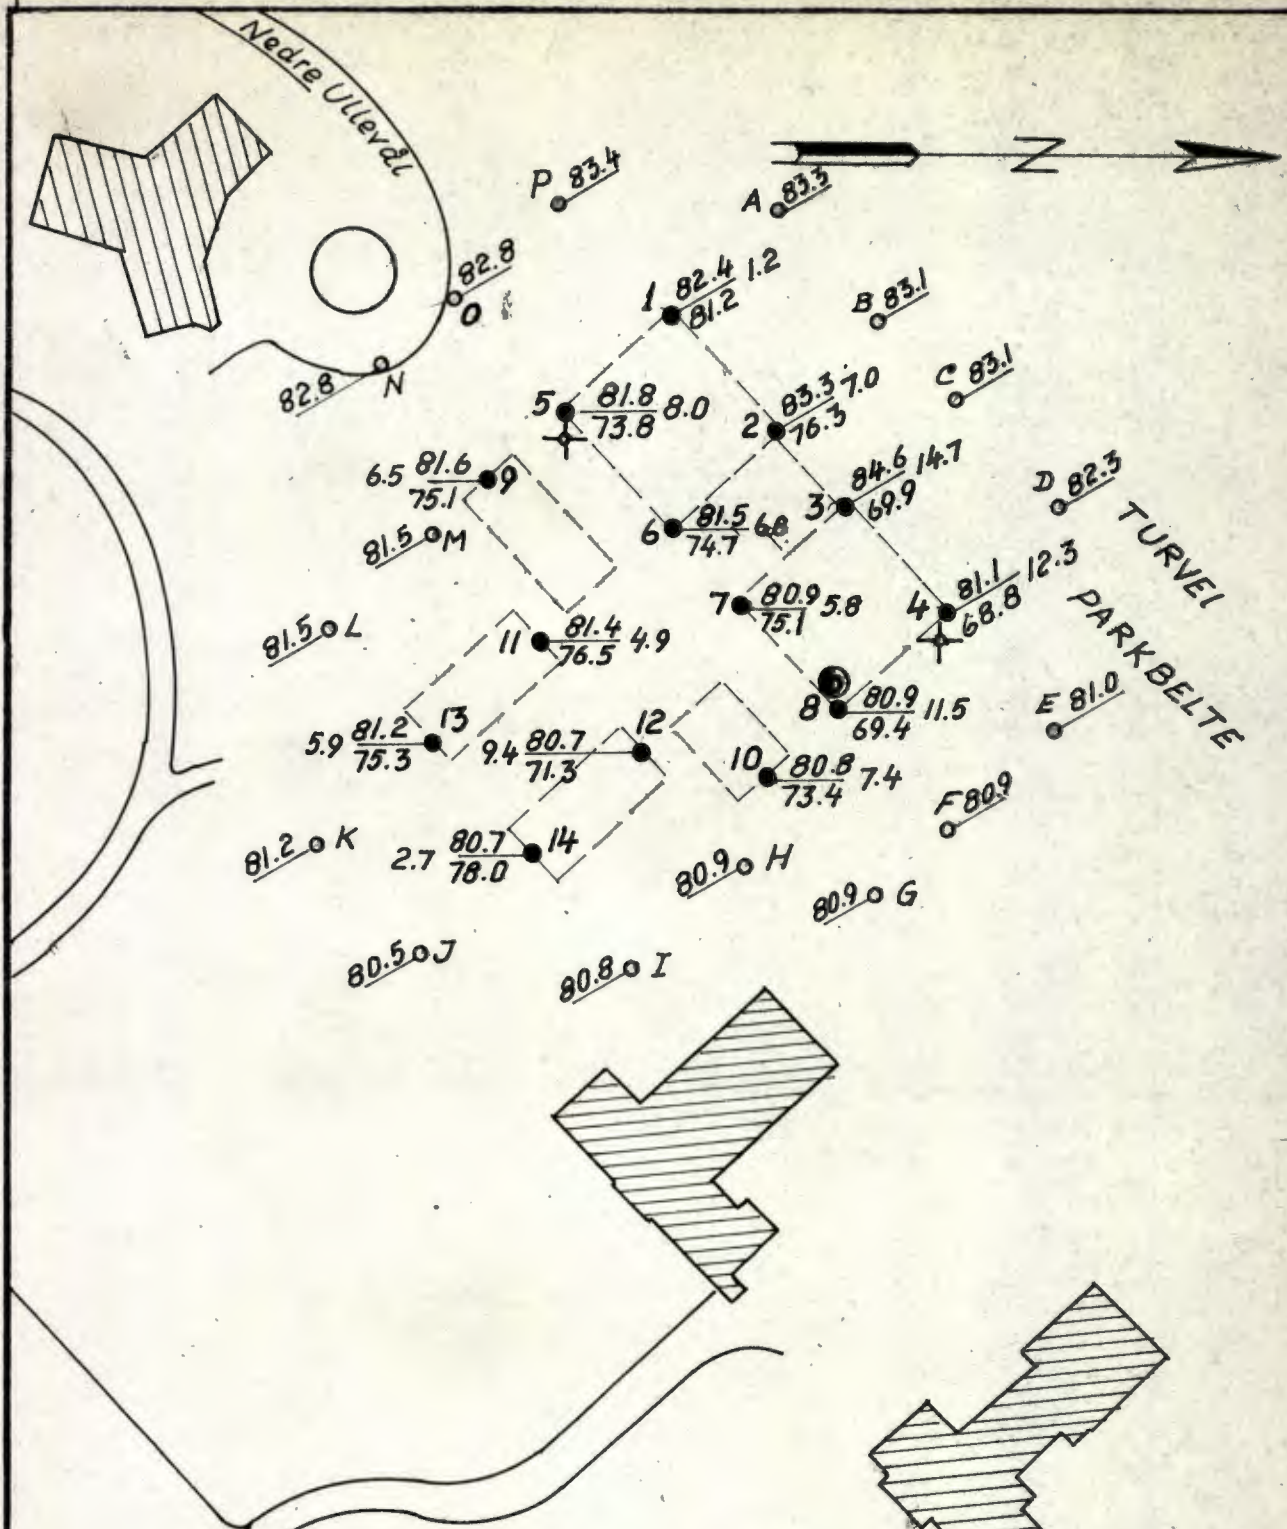 Nedre Ullevål
Z
P 83.4
A 83.3
82.8
O
1 82.4 1.2
81.2
B 83.1
82.8 N
C 83.1
5 81.8 8.0
73.8
2 83.3 7.0
76.3
6.5 81.6 9
75.1
3 84.6 14.7
69.9
D 82.3
TURVEI
81.5 M
6 81.5 6.8
74.7
PARKBELTE
7 80.9 5.8
75.1
4 81.1 12.3
68.8
81.5 L
11 81.4 4.9
76.5
8 80.9 11.5
69.4
E 81.0
5.9 81.2 13
75.3
9.4 80.7 12
71.3
10 80.8 7.4
73.4
F 80.9
81.2 K
2.7 80.7 14
78.0
80.9 H
80.9 G
80.5 J
80.8 I